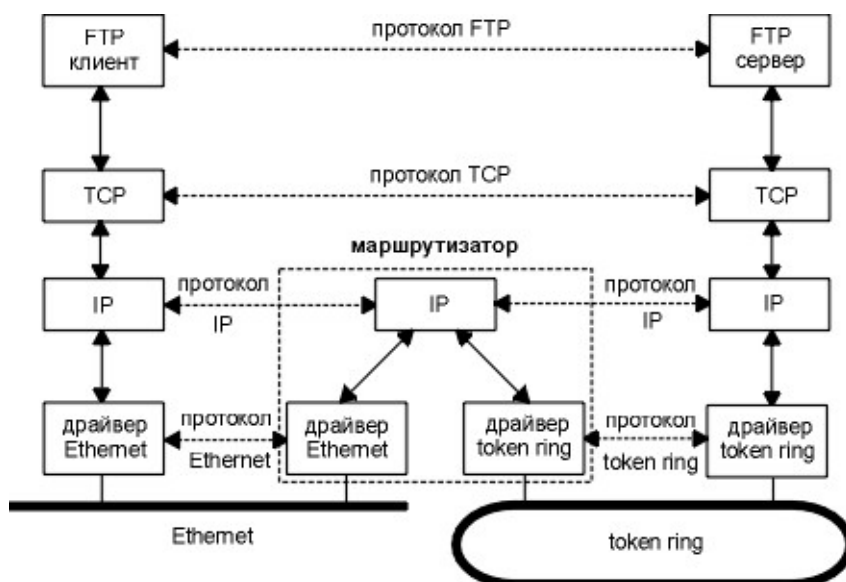 FTP
клиент
протокол FTP
FTP
сервер
TCP
протокол TCP
TCP
маршрутизатор
IP
протокол
IP
IP
протокол
IP
IP
драйвер
Ethernet
протокол
Ethernet
драйвер
Ethernet
драйвер
token ring
протокол
token ring
драйвер
token ring
Ethernet
token ring